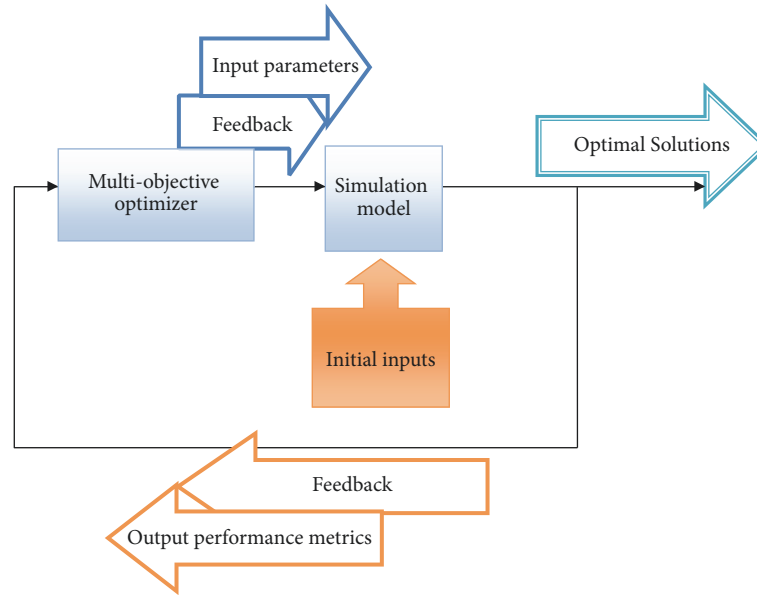 Input parameters
Feedback
Optimal Solutions
Multi-objective
optimizer
Simulation
model
Initial inputs
Feedback
Output performance metrics